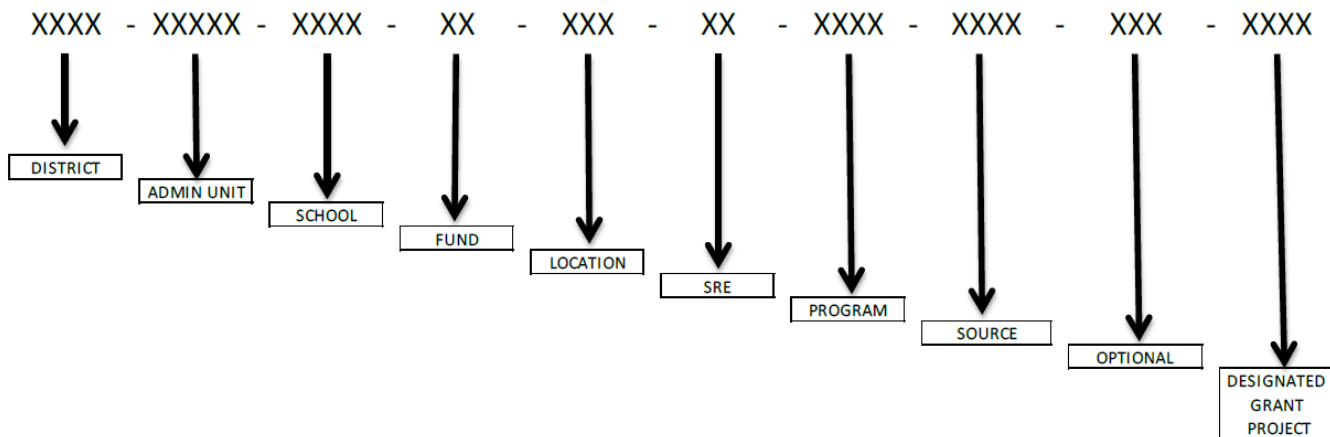 XXXX - XXXXX - XXXX - XX - XXX - XX - XXXX - XXXX - XXX - XXXX
DISTRICT
ADMIN UNIT
SCHOOL
FUND
LOCATION
SRE
PROGRAM
SOURCE
OPTIONAL
DESIGNATED
GRANT
PROJECT